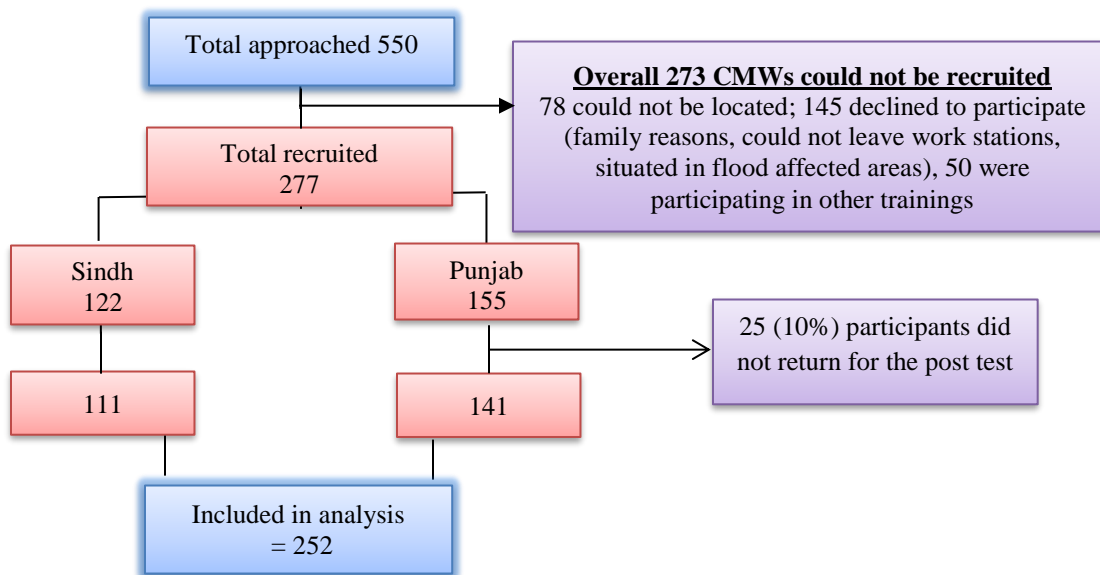 Total approached 550
Overall 273 CMWs could not be recruited
78 could not be located; 145 declined to participate
(family reasons, could not leave work stations,
situated in flood affected areas), 50 were
participating in other trainings
Total recruited
277
Sindh
122
Punjab
155
25 (10%) participants did
not return for the post test
111
141
Included in analysis
= 252